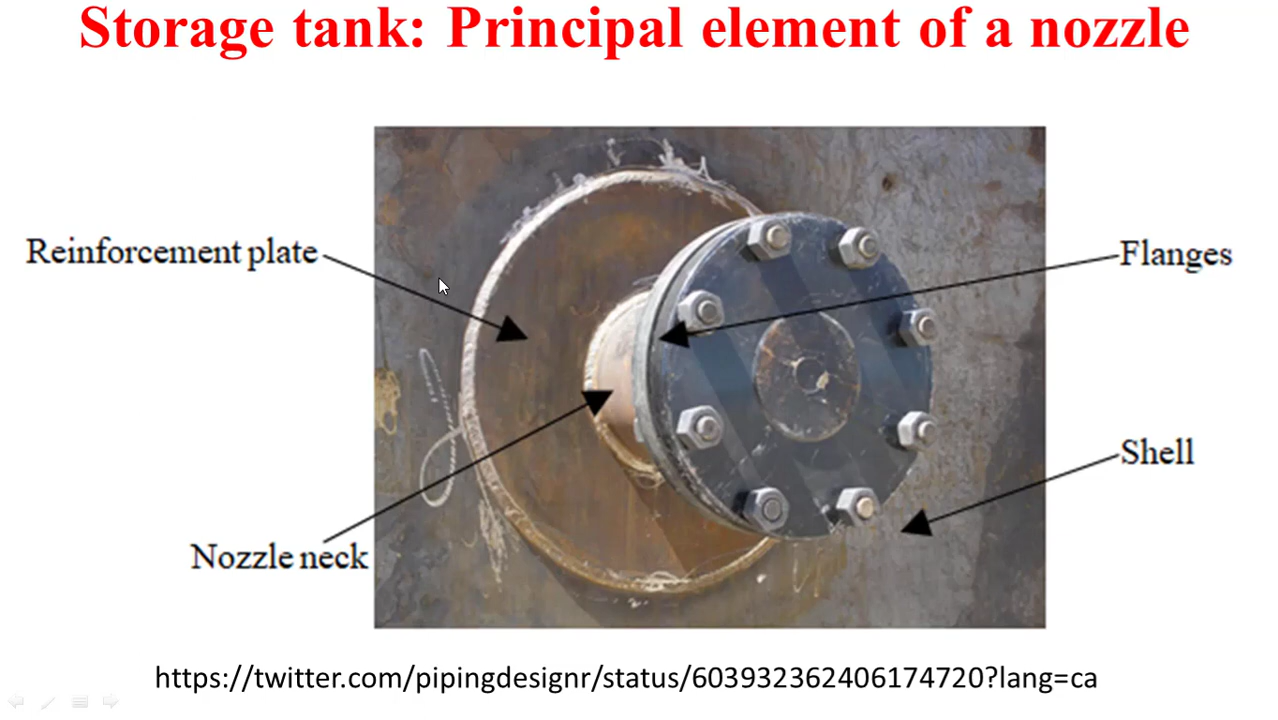 Storage tank: Principal element of a nozzle
Reinforcement plate
Flanges
Shell
Nozzle neck
https://twitter.com/pipingdesignr/status/603932362406174720?lang=ca